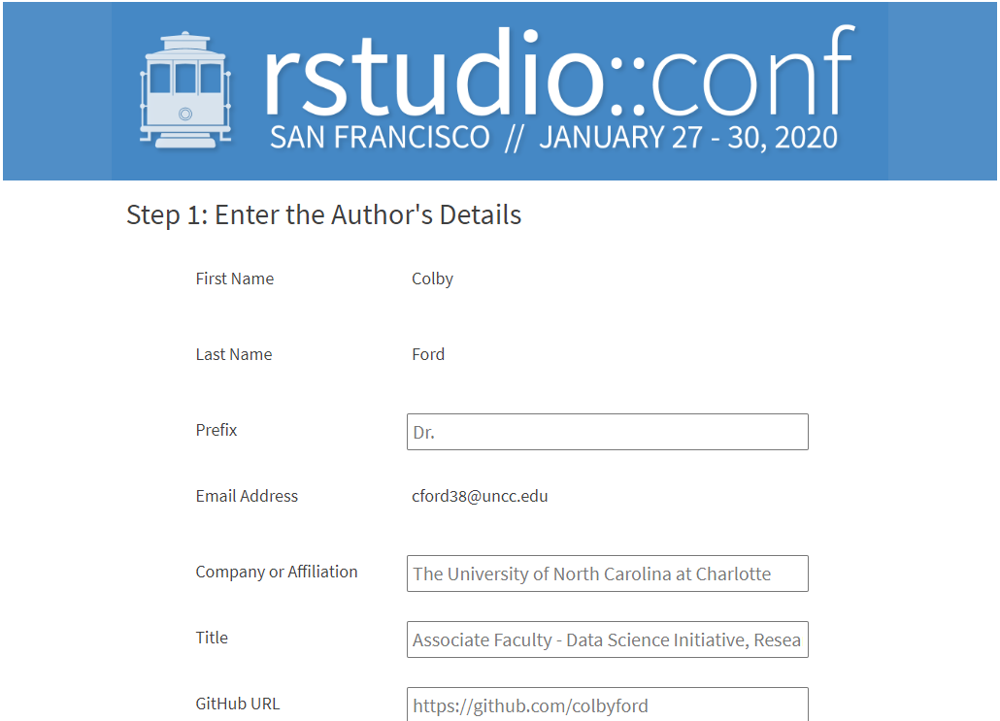 rstudio::conf
SAN FRANCISCO // JANUARY 27 - 30, 2020
Step 1: Enter the Author's Details
First Name Colby
Last Name Ford
Prefix Dr.
Email Address cford38@uncc.edu
Company or Affiliation The University of North Carolina at Charlotte
Title Associate Faculty - Data Science Initiative, Resea
GitHub URL https://github.com/colbyford